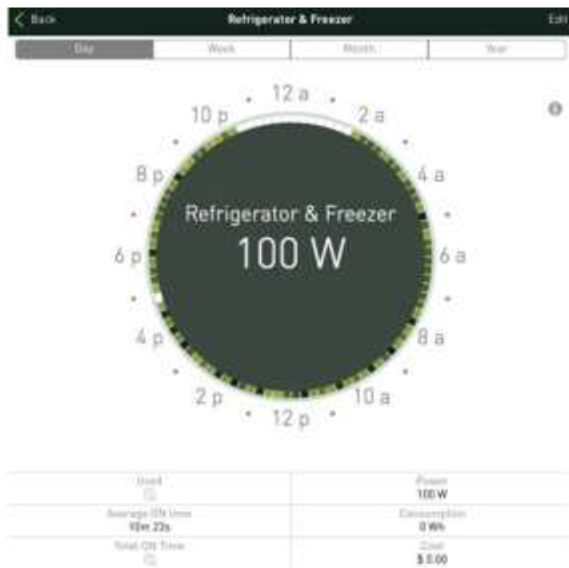 Back Refrigerator & Freezer Edit
Day Week Month Year
12 a
10 p 2 a
8 p 4 a
Refrigerator & Freezer
100 W
6 p 6 a
4 p 8 a
2 p 10 a
12 p
Used Power
100 W
Average ON time Consumption
10m 23s 0 Wh
Total ON Time Cost
$ 0.00